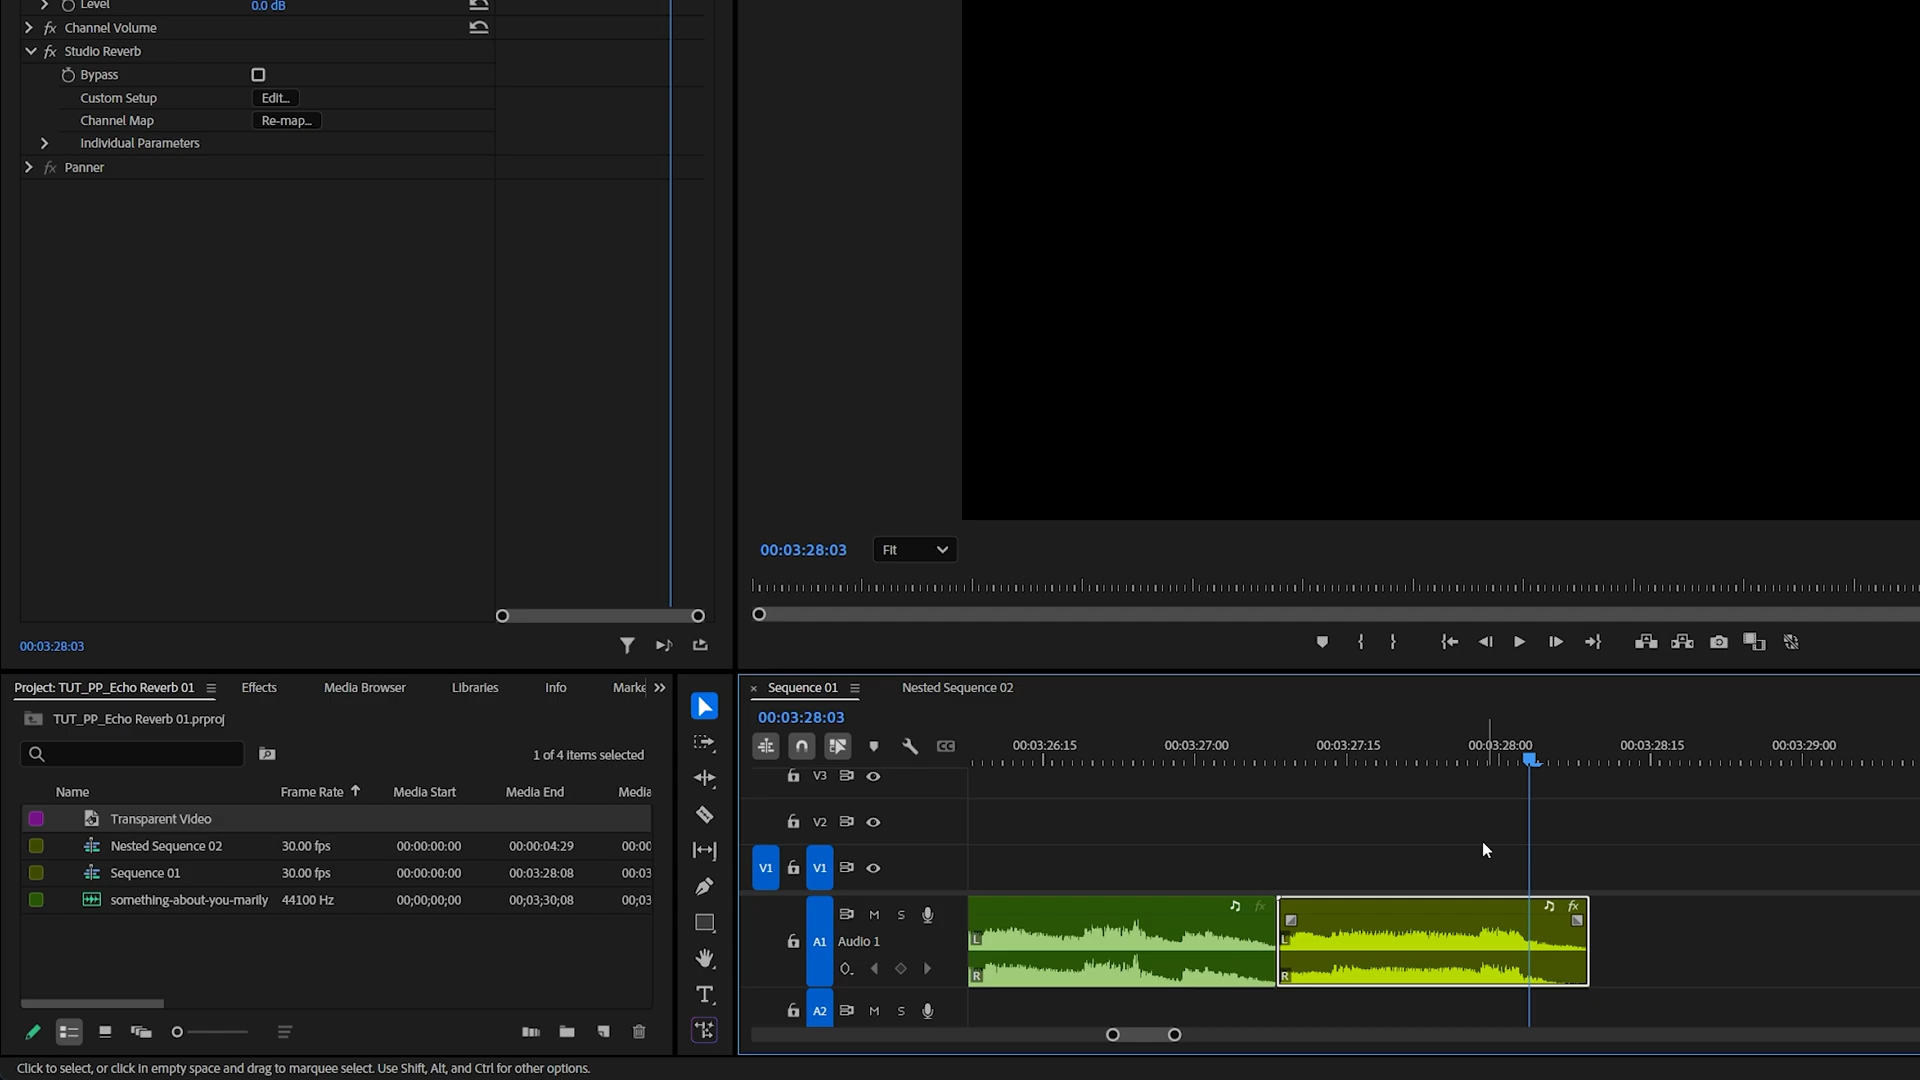 Level 0.0 dB
fx Channel Volume
fx Studio Reverb
Bypass
Custom Setup Edit...
Channel Map Re-map...
Individual Parameters
fx Panner
00:03:28:03 Fit
00:03:28:03
Project: TUT_PP_Echo Reverb 01 Effects Media Browser Libraries Info Marke
TUT_PP_Echo Reverb 01.prproj
1 of 4 items selected
Name Frame Rate Media Start Media End Media
Transparent Video
Nested Sequence 02 30.00 fps 00:00:00:00 00:00:04:29 00:00
Sequence 01 30.00 fps 00:00:00:00 00:03:28:08 00:03
something-about-you-marily 44100 Hz 00;00;00;00 00;03;30;08 00;03
Sequence 01 Nested Sequence 02
00:03:28:03
CC 00:03:26:15 00:03:27:00 00:03:27:15 00:03:28:00 00:03:28:15 00:03:29:00
V3
V2
V1 V1
M S fx fx
A1 Audio 1 L L
R R
A2 M S
T
Click to select, or click in empty space and drag to marquee select. Use Shift, Alt, and Ctrl for other options.